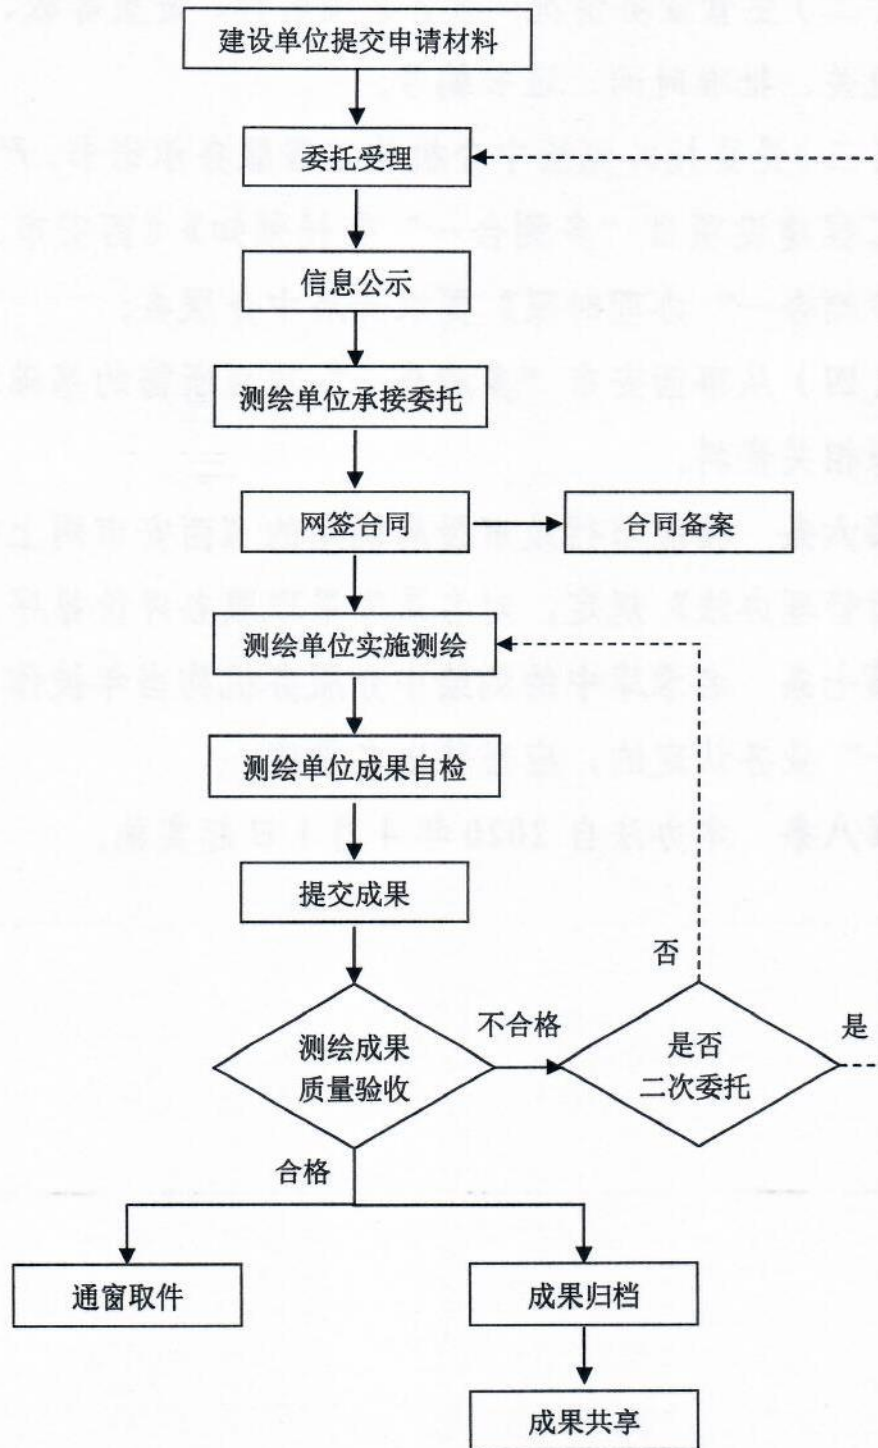 建设单位提交申请材料
委托受理
信息公示
测绘单位承接委托
网签合同
合同备案
测绘单位实施测绘
测绘单位成果自检
提交成果
测绘成果
质量验收
不合格
是否
二次委托
否
是
合格
通窗取件
成果归档
成果共享